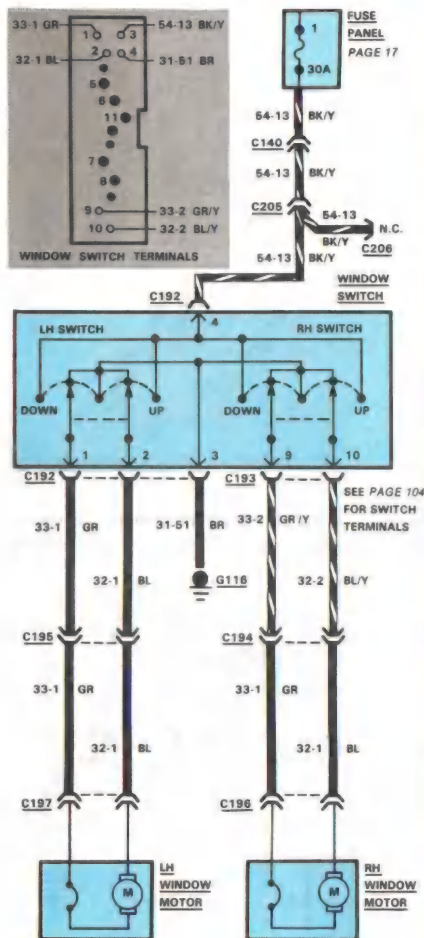 33-1 GR 1 3 54-13 BK/Y
32-1 BL 2 4 31-51 BR
5
6
11
7
8
9 33-2 GR/Y
10 32-2 BL/Y
WINDOW SWITCH TERMINALS
1
30A
FUSE
PANEL
PAGE 17
54-13 BK/Y
C140
54-13 BK/Y
C205
54-13
BK/Y
N.C.
C206
54-13 BK/Y
C192
WINDOW
SWITCH
4
LH SWITCH RH SWITCH
DOWN UP DOWN UP
1 2 3 9 10
C192 C193
SEE PAGE 104
FOR SWITCH
TERMINALS
33-1 GR 31-51 BR 33-2 GR/Y
G116
32-1 BL 32-2 BL/Y
C195 C194
33-1 GR 33-1 GR
32-1 BL 32-1 BL
C197 C196
M
LH
WINDOW
MOTOR
M
RH
WINDOW
MOTOR